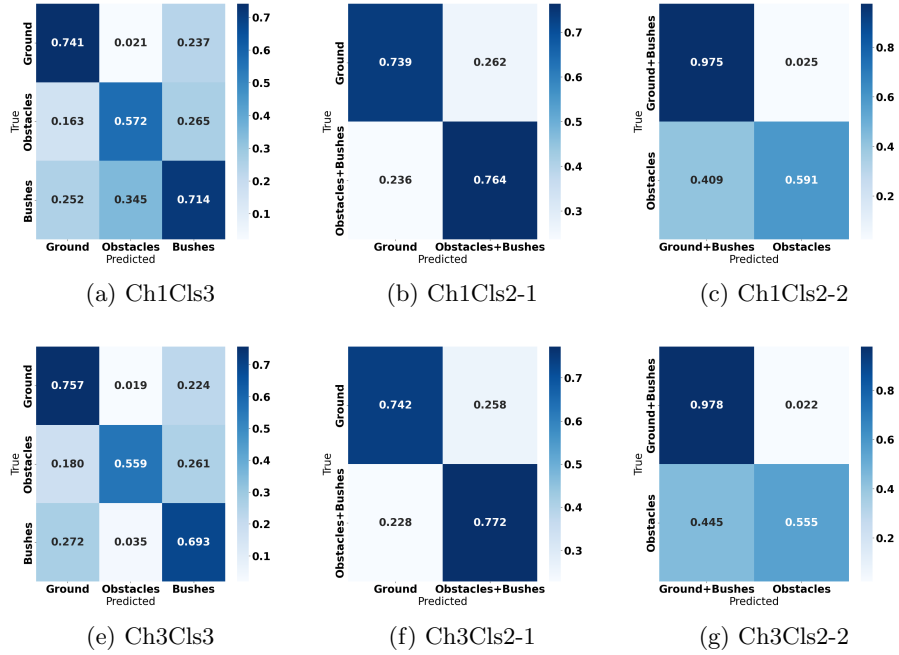 Ground
0.741 0.021 0.237
0.7
0.6
True
Obstacles
0.163 0.572 0.265
0.5
0.4
0.3
Bushes
0.252 0.345 0.714
0.2
0.1
Ground Obstacles Bushes
Predicted
(a) Ch1Cls3
Ground
0.739 0.262
0.7
0.6
True
0.5
Obstacles+Bushes
0.236 0.764
0.4
0.3
Ground Obstacles+Bushes
Predicted
(b) Ch1Cls2-1
Ground+Bushes
0.975 0.025
0.8
0.6
True
Obstacles
0.409 0.591
0.4
0.2
Ground+Bushes Obstacles
Predicted
(c) Ch1Cls2-2
Ground
0.757 0.019 0.224
0.7
0.6
True
Obstacles
0.180 0.559 0.261
0.5
0.4
0.3
Bushes
0.272 0.035 0.693
0.2
0.1
Ground Obstacles Bushes
Predicted
(e) Ch3Cls3
Ground
0.742 0.258
0.7
0.6
True
0.5
Obstacles+Bushes
0.228 0.772
0.4
0.3
Ground Obstacles+Bushes
Predicted
(f) Ch3Cls2-1
Ground+Bushes
0.978 0.022
0.8
0.6
True
Obstacles
0.445 0.555
0.4
0.2
Ground+Bushes Obstacles
Predicted
(g) Ch3Cls2-2